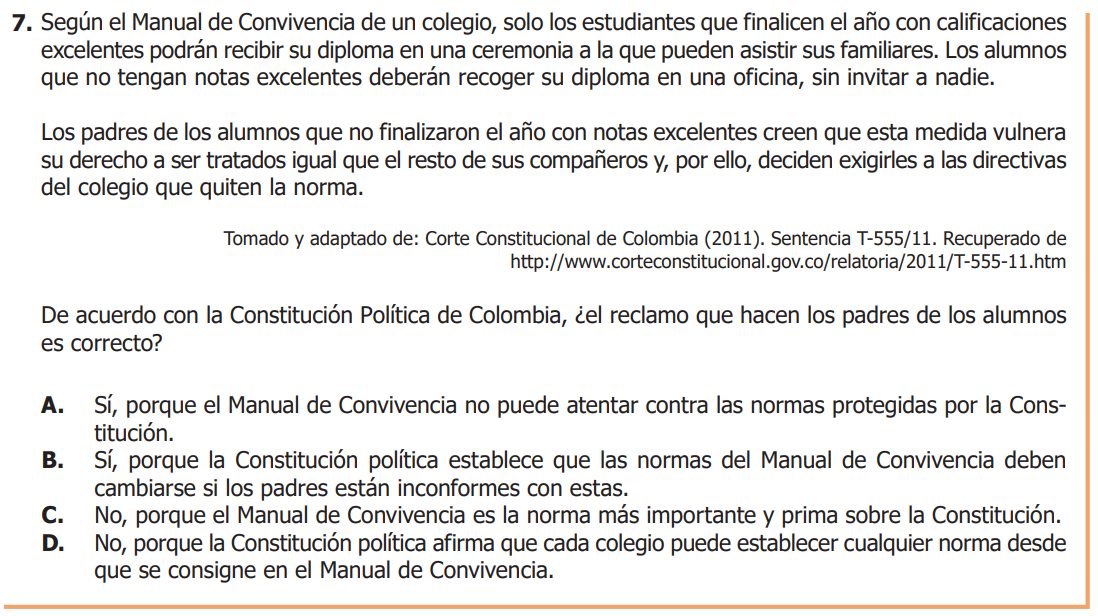 7. Según el Manual de Convivencia de un colegio, solo los estudiantes que finalicen el año con calificaciones
excelentes podrán recibir su diploma en una ceremonia a la que pueden asistir sus familiares. Los alumnos
que no tengan notas excelentes deberán recoger su diploma en una oficina, sin invitar a nadie.
Los padres de los alumnos que no finalizaron el año con notas excelentes creen que esta medida vulnera
su derecho a ser tratados igual que el resto de sus compañeros y, por ello, deciden exigirles a las directivas
del colegio que quiten la norma.
Tomado y adaptado de: Corte Constitucional de Colombia (2011). Sentencia T-555/11. Recuperado de
http://www.corteconstitucional.gov.co/relatoria/2011/T-555-11.htm
De acuerdo con la Constitución Política de Colombia, ¿el reclamo que hacen los padres de los alumnos
es correcto?
A. Sí, porque el Manual de Convivencia no puede atentar contra las normas protegidas por la Cons-
titución.
B. Sí, porque la Constitución política establece que las normas del Manual de Convivencia deben
cambiarse si los padres están inconformes con estas.
C. No, porque el Manual de Convivencia es la norma más importante y prima sobre la Constitución.
D. No, porque la Constitución política afirma que cada colegio puede establecer cualquier norma desde
que se consigne en el Manual de Convivencia.